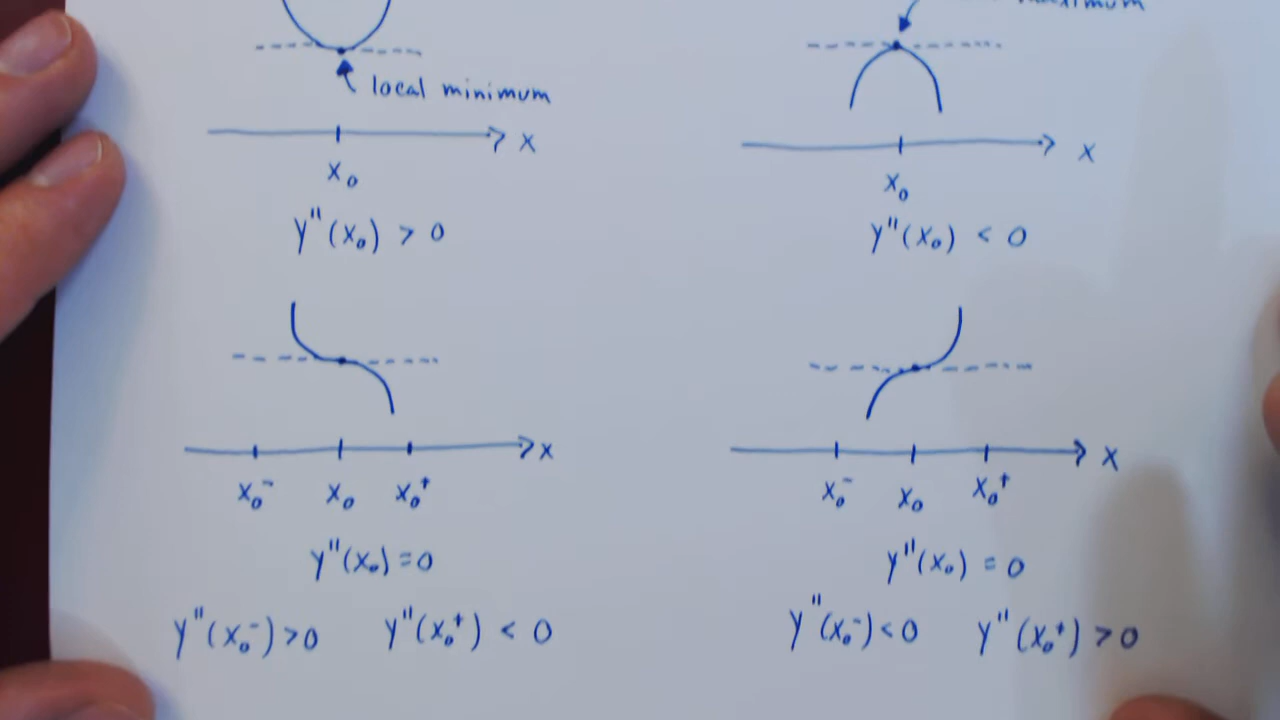 maximum
local minimum
x
x
x₀
x₀
y"(x₀) > 0
y"(x₀) < 0
x
x
x₀⁻ x₀ x₀⁺
x₀⁻ x₀ x₀⁺
y"(x₀) = 0
y"(x₀) = 0
y"(x₀⁻) > 0 y"(x₀⁺) < 0
y"(x₀⁻) < 0 y"(x₀⁺) > 0